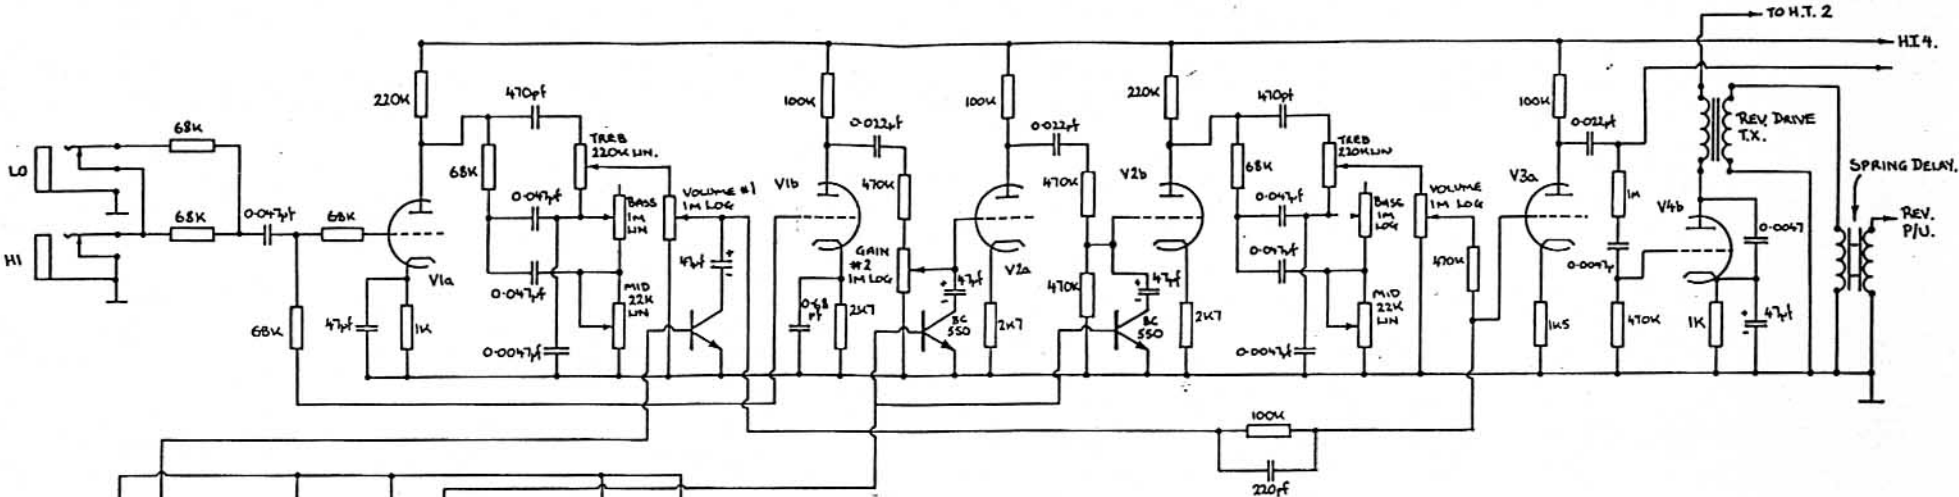 TO H.T. 2
HI 4.
LO
68K
68K
0·047µf
68K
HI
68K
220K
V1a
47µf
1K
470pf
68K
TREB
220K LIN.
0·047µf
0·047µf
0·0047µf
BASS
1M
LIN
MID
22K
LIN
VOLUME #1
1M LOG
47µf
+
-
100K
V1b
0·68
µf
2K7
0·022µf
470K
GAIN
#2
1M LOG
47µf
+
-
BC
550
100K
V2a
2K7
0·022µf
470K
470K
47µf
+
-
BC
550
220K
V2b
2K7
470pf
68K
TREB
220K LIN
0·047µf
0·047µf
0·0047µf
BASS
1M
LOG
MID
22K
LIN
VOLUME
1M LOG
470K
100K
220pf
100K
V3a
1K5
0·022µf
1M
0·0047µ
470K
V4b
1K
0·0047
47µf
+
-
REV. DRIVE
T.X.
SPRING DELAY.
REV.
P/U.